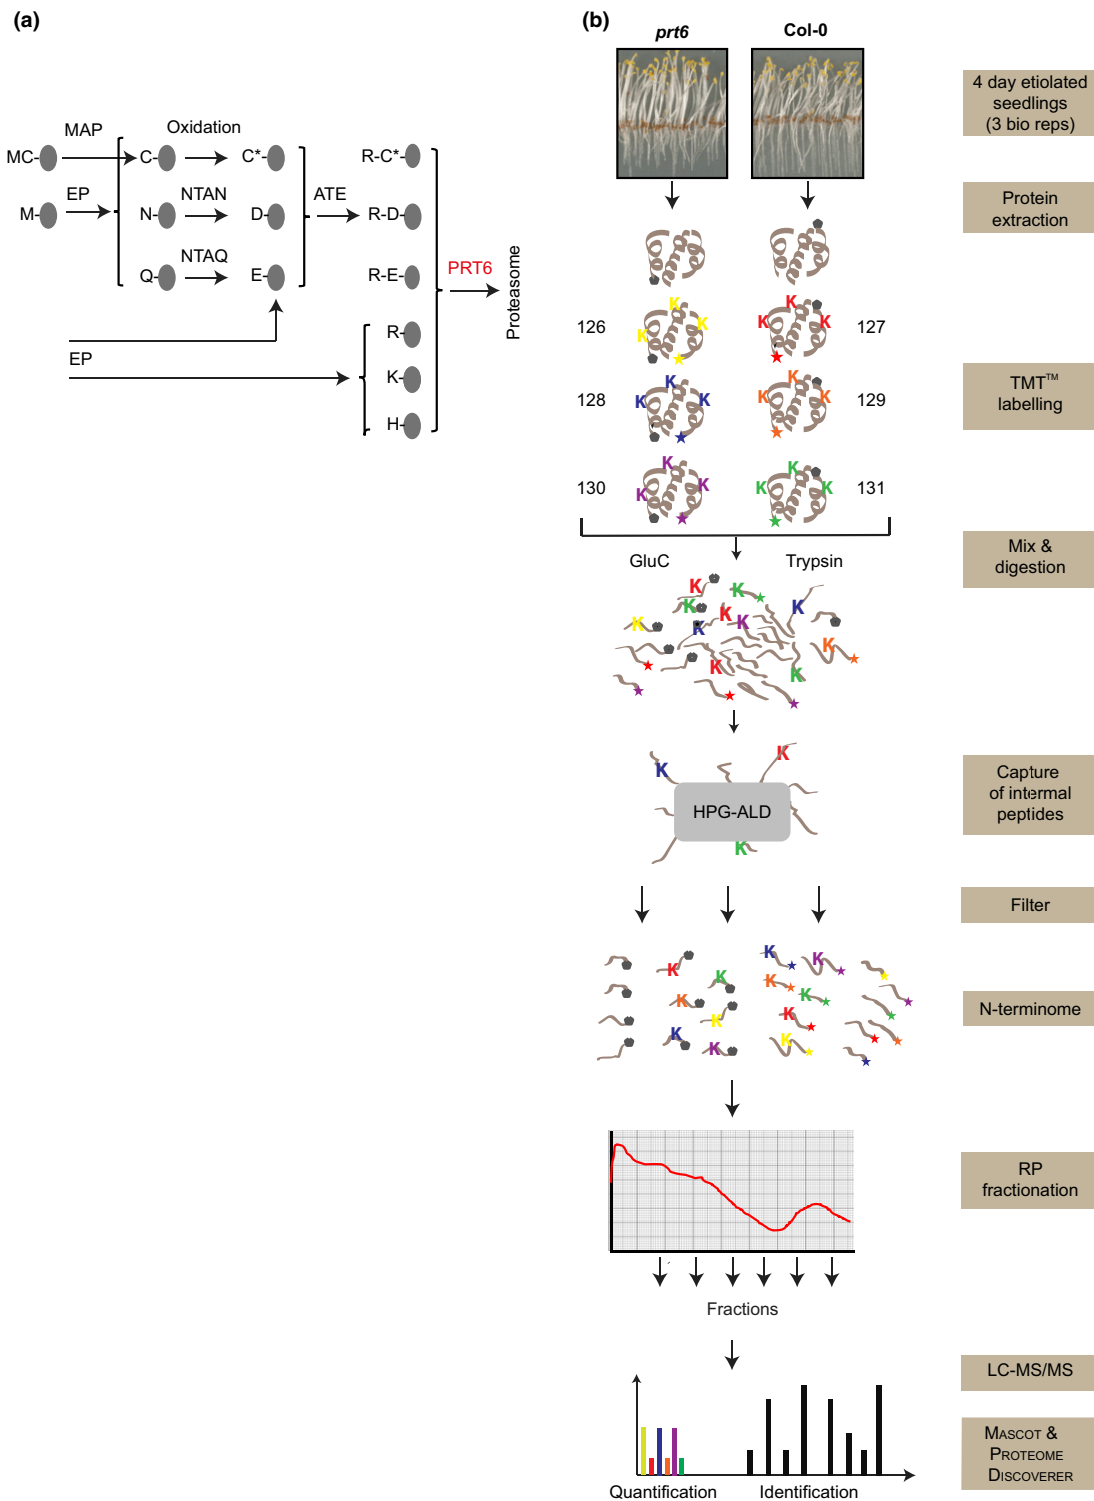 (a)
MAP
Oxidation
MC-
C-
C*-
R-C*-
EP
NTAN
ATE
M-
N-
D-
R-D-
NTAQ
Q-
E-
R-E-
PRT6
Proteasome
R-
EP
K-
H-
(b)
prt6
Col-0
4 day etiolated
seedlings
(3 bio reps)
Protein
extraction
K K K
K K K
126
127
K K K
K K K
128
129
TMT™
labelling
K K K
K K K
130
131
GluC
Trypsin
Mix &
digestion
K K K K K K K K K K
K K
HPG-ALD
K
Capture
of internal
peptides
Filter
K K K K K K
K K K K K K
N-terminome
RP
fractionation
Fractions
LC-MS/MS
Quantification
Identification
MASCOT &
PROTEOME
DISCOVERER